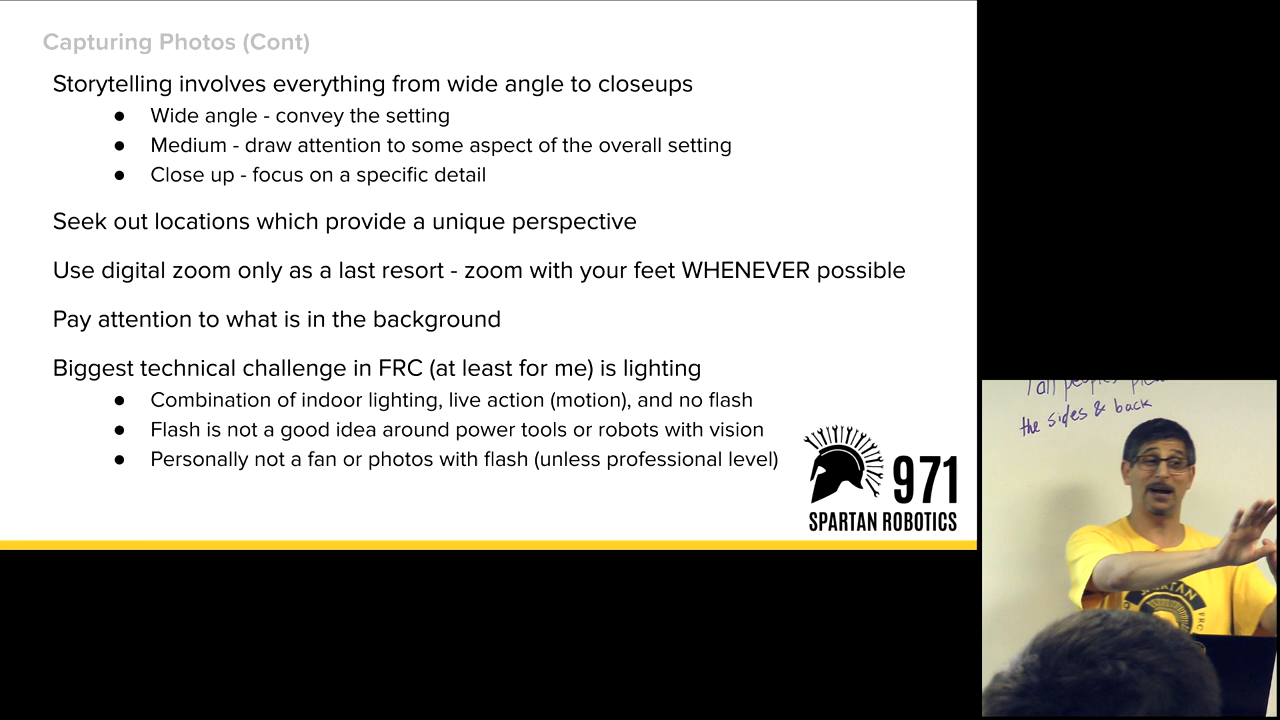 Capturing Photos (Cont)
Storytelling involves everything from wide angle to closeups
● Wide angle - convey the setting
● Medium - draw attention to some aspect of the overall setting
● Close up - focus on a specific detail
Seek out locations which provide a unique perspective
Use digital zoom only as a last resort - zoom with your feet WHENEVER possible
Pay attention to what is in the background
Biggest technical challenge in FRC (at least for me) is lighting
● Combination of indoor lighting, live action (motion), and no flash
● Flash is not a good idea around power tools or robots with vision
● Personally not a fan or photos with flash (unless professional level)
971
SPARTAN ROBOTICS
the sides & back
SPARTAN
FRC